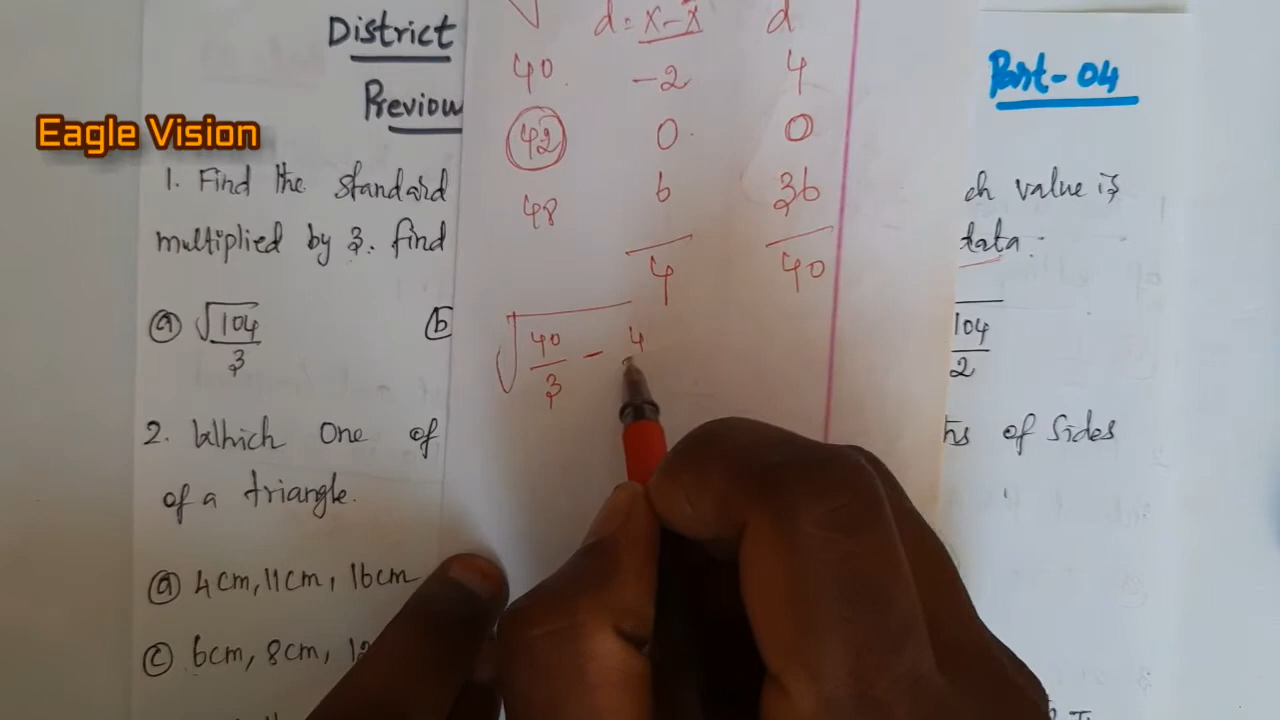 District
Part-04
Previou
Eagle Vision
d = x - x̄ d
40 -2 4
42 0 0
48 6 36
4 40
√ 40/3 - 4
1. Find the standard
ch value is
multiplied by 3. find
data.
ⓐ √104/3
ⓑ
104/2
2. Which One of
hs of Sides
of a triangle.
ⓐ 4cm, 11cm, 16cm
ⓒ 6cm, 8cm,